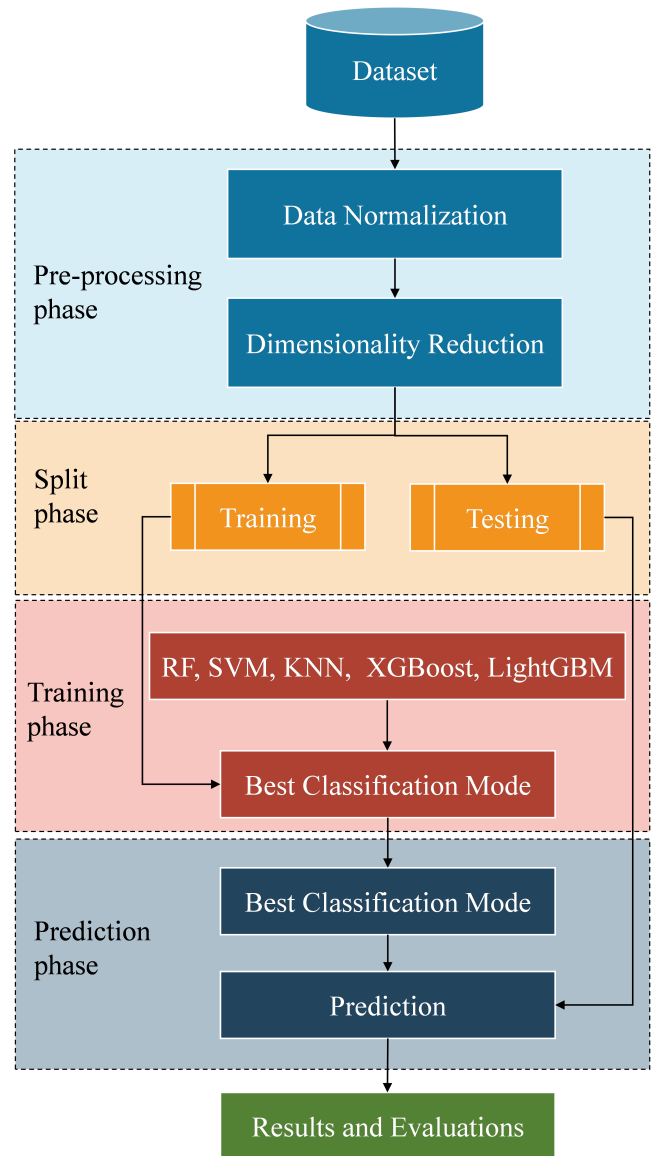 Dataset
Data Normalization
Pre-processing
phase
Dimensionality Reduction
Split
phase
Training
Testing
RF, SVM, KNN,  XGBoost, LightGBM
Training
phase
Best Classification Mode
Best Classification Mode
Prediction
phase
Prediction
Results and Evaluations